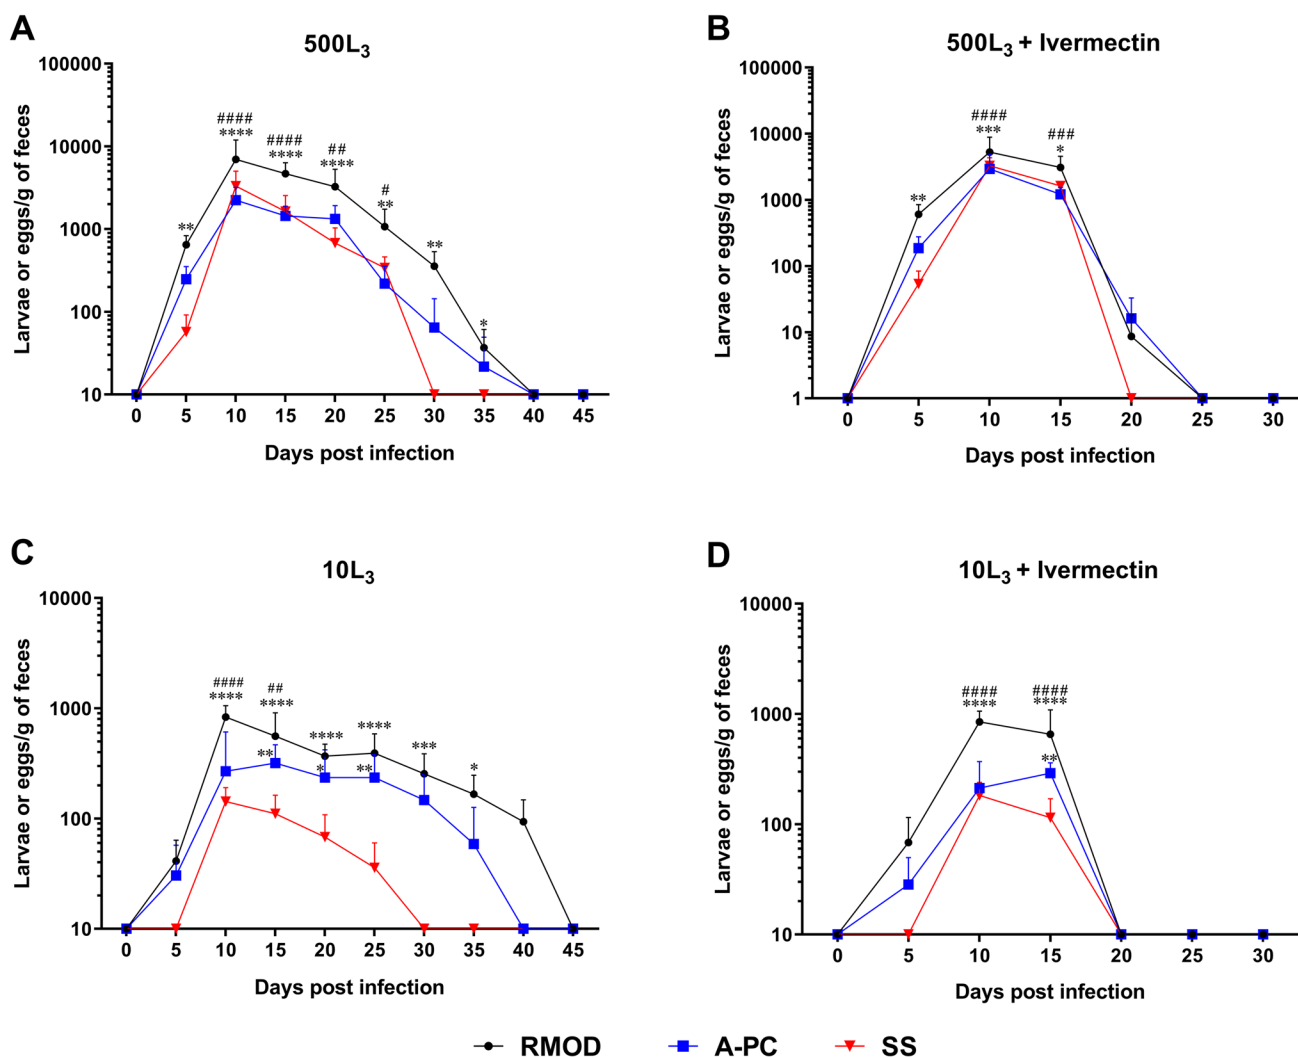 A
500L3
100000
10000
1000
100
10
Larvae or eggs/g of feces
####
****
####
****
##
****
#
**
**
**
*
0 5 10 15 20 25 30 35 40 45
Days post infection
B
500L3 + Ivermectin
100000
10000
1000
100
10
1
Larvae or eggs/g of feces
####
***
###
*
**
0 5 10 15 20 25 30
Days post infection
C
10L3
10000
1000
100
10
Larvae or eggs/g of feces
####
****
##
****
**
****
*
****
**
***
*
0 5 10 15 20 25 30 35 40 45
Days post infection
D
10L3 + Ivermectin
10000
1000
100
10
Larvae or eggs/g of feces
####
****
####
****
**
0 5 10 15 20 25 30
Days post infection
RMOD A-PC SS